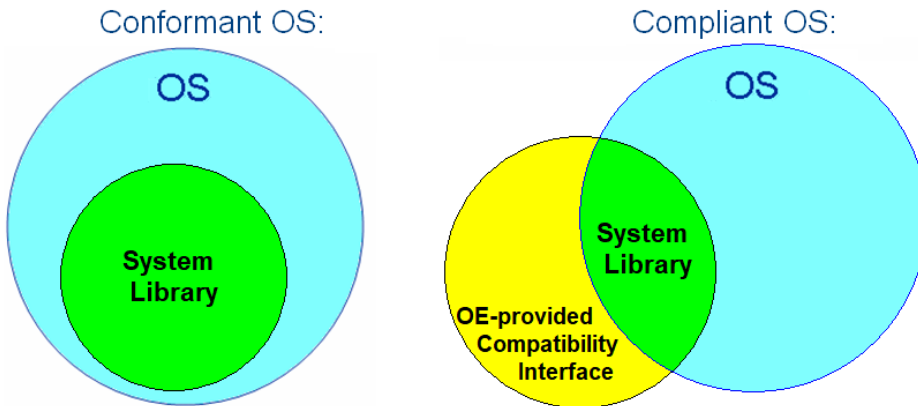 Conformant OS:
OS
System
Library
Compliant OS:
OS
System
Library
OE-provided
Compatibility
Interface